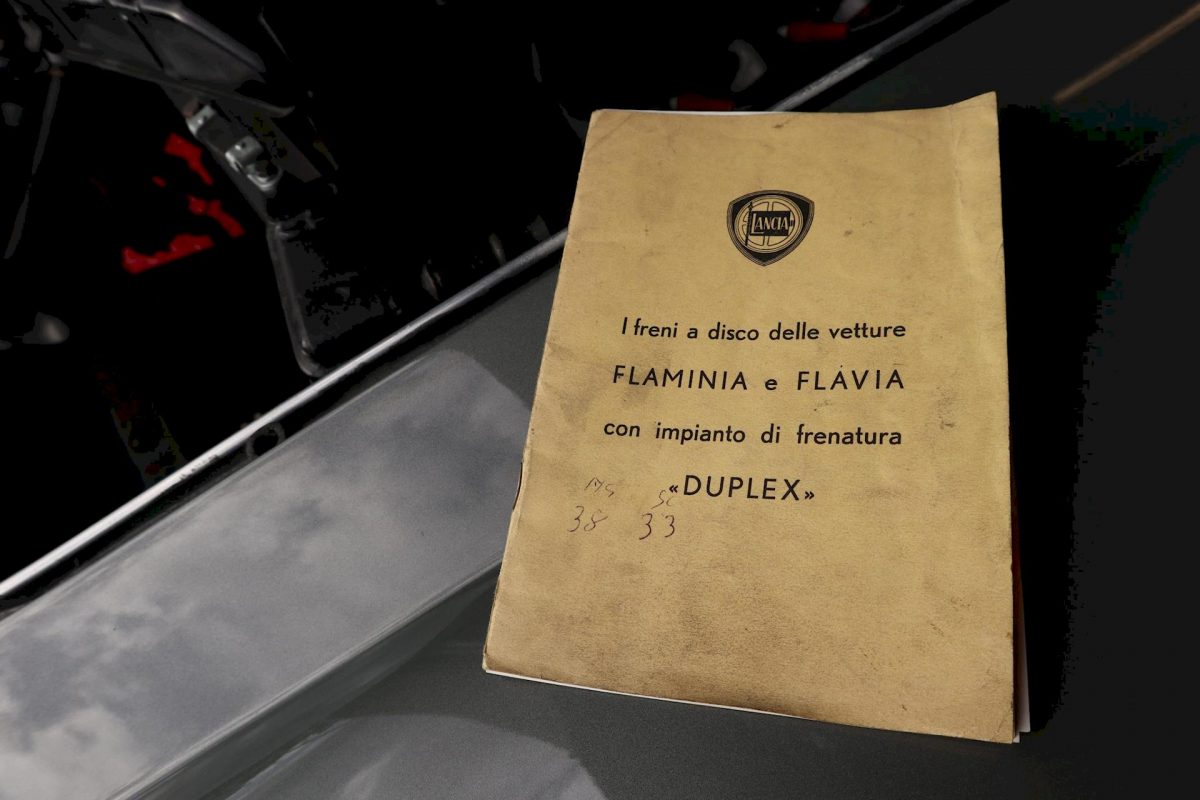 LANCIA
I freni a disco delle vetture
FLAMINIA e FLAVIA
con impianto di frenatura
«DUPLEX»
38 33